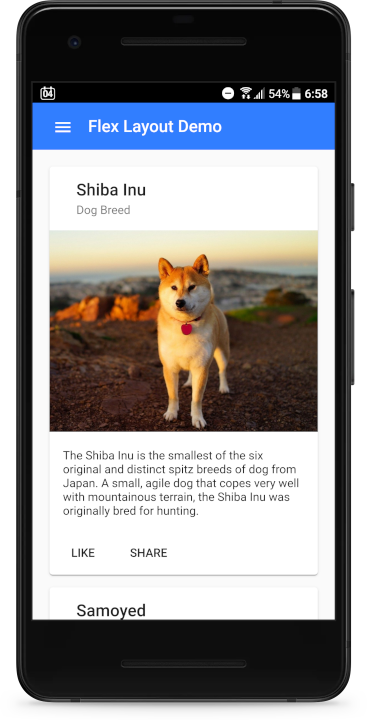 04 54% 6:58
Flex Layout Demo
Shiba Inu
Dog Breed
The Shiba Inu is the smallest of the six
original and distinct spitz breeds of dog from
Japan. A small, agile dog that copes very well
with mountainous terrain, the Shiba Inu was
originally bred for hunting.
LIKE SHARE
Samoyed